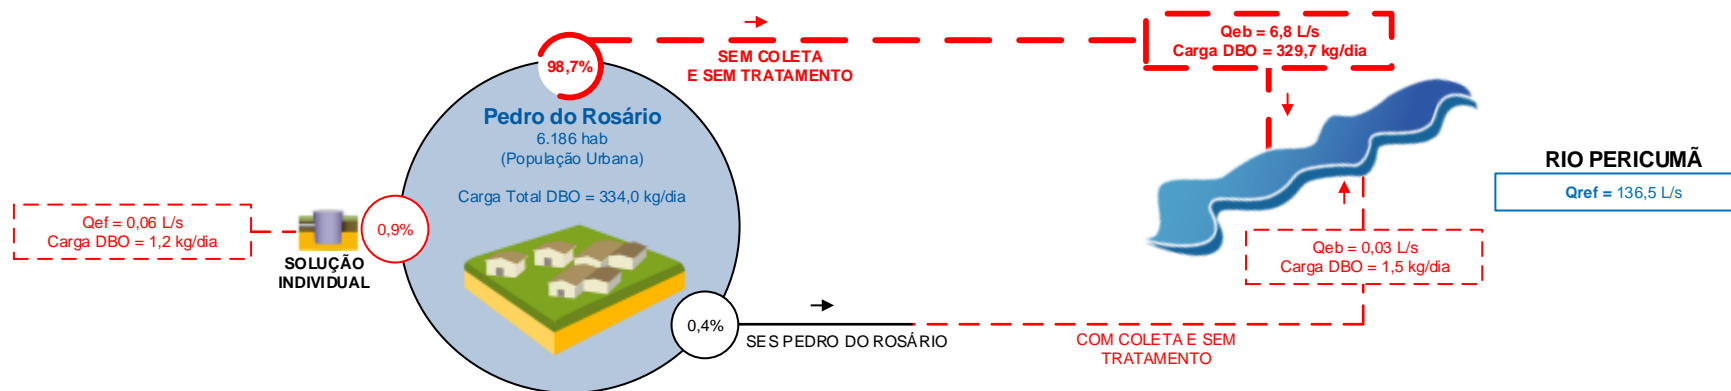 98,7%
SEM COLETA
E SEM TRATAMENTO
Qeb = 6,8 L/s
Carga DBO = 329,7 kg/dia
Pedro do Rosário
6.186 hab
(População Urbana)
Carga Total DBO = 334,0 kg/dia
RIO PERICUMÃ
Qref = 136,5 L/s
Qef = 0,06 L/s
Carga DBO = 1,2 kg/dia
SOLUÇÃO
INDIVIDUAL
0,9%
0,4%
SES PEDRO DO ROSÁRIO
COM COLETA E SEM
TRATAMENTO
Qeb = 0,03 L/s
Carga DBO = 1,5 kg/dia